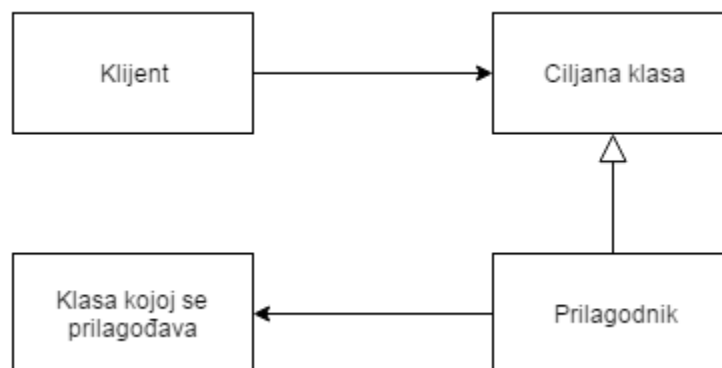 Klijent
Ciljana klasa
Klasa kojoj se
prilagođava
Prilagodnik